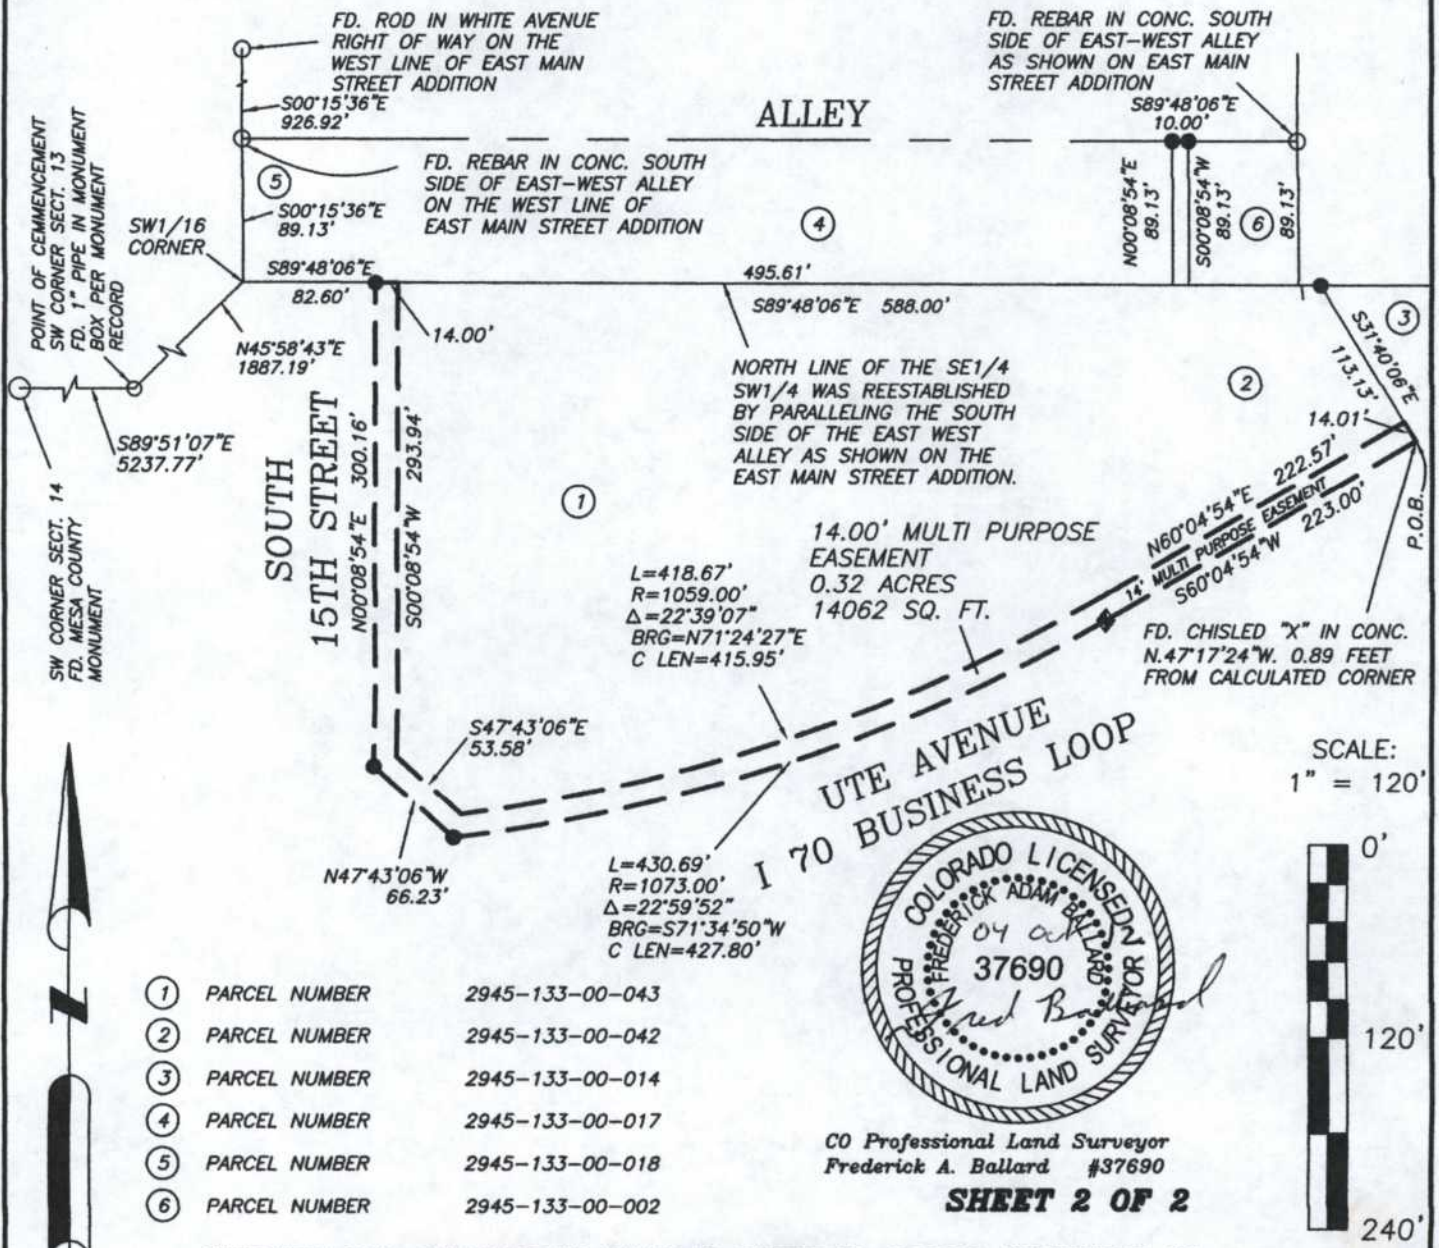 FD. ROD IN WHITE AVENUE
RIGHT OF WAY ON THE
WEST LINE OF EAST MAIN
STREET ADDITION
FD. REBAR IN CONC. SOUTH
SIDE OF EAST-WEST ALLEY
AS SHOWN ON EAST MAIN
STREET ADDITION
S00°15'36"E
926.92'
ALLEY
S89°48'06"E
10.00'
FD. REBAR IN CONC. SOUTH
SIDE OF EAST-WEST ALLEY
ON THE WEST LINE OF
EAST MAIN STREET ADDITION
5
S00°15'36"E
89.13'
4
N00°08'54"E
89.13'
S00°08'54"W
89.13'
6
89.13'
POINT OF CEMMENCEMENT
SW CORNER SECT. 13
FD. 1" PIPE IN MONUMENT
BOX PER MONUMENT
RECORD
SW1/16
CORNER
S89°48'06"E
82.60'
495.61'
S89°48'06"E 588.00'
14.00'
N45°58'43"E
1887.19'
S89°51'07"E
5237.77'
SW CORNER SECT. 14
FD. MESA COUNTY
MONUMENT
NORTH LINE OF THE SE1/4
SW1/4 WAS REESTABLISHED
BY PARALLELING THE SOUTH
SIDE OF THE EAST WEST
ALLEY AS SHOWN ON THE
EAST MAIN STREET ADDITION.
3
S31°40'06"E
113.13'
2
14.01'
SOUTH
15TH STREET
N00°08'54"E 300.16'
S00°08'54"W 293.94'
1
14.00' MULTI PURPOSE
EASEMENT
0.32 ACRES
14062 SQ. FT.
N60°04'54"E 222.57'
14' MULTI PURPOSE EASEMENT
S60°04'54"W 223.00'
P.O.B.
L=418.67'
R=1059.00'
Δ=22°39'07"
BRG=N71°24'27"E
C LEN=415.95'
FD. CHISLED "X" IN CONC.
N.47°17'24"W. 0.89 FEET
FROM CALCULATED CORNER
S47°43'06"E
53.58'
UTE AVENUE
I 70 BUSINESS LOOP
SCALE:
1" = 120'
N47°43'06"W
66.23'
L=430.69'
R=1073.00'
Δ=22°59'52"
BRG=S71°34'50"W
C LEN=427.80'
0'
120'
240'
N
COLORADO LICENSED
FREDERICK ADAM BALLARD
04 oct
37690
Fred Ballard
PROFESSIONAL LAND SURVEYOR
1 PARCEL NUMBER 2945-133-00-043
2 PARCEL NUMBER 2945-133-00-042
3 PARCEL NUMBER 2945-133-00-014
4 PARCEL NUMBER 2945-133-00-017
5 PARCEL NUMBER 2945-133-00-018
6 PARCEL NUMBER 2945-133-00-002
CO Professional Land Surveyor
Frederick A. Ballard #37690
SHEET 2 OF 2